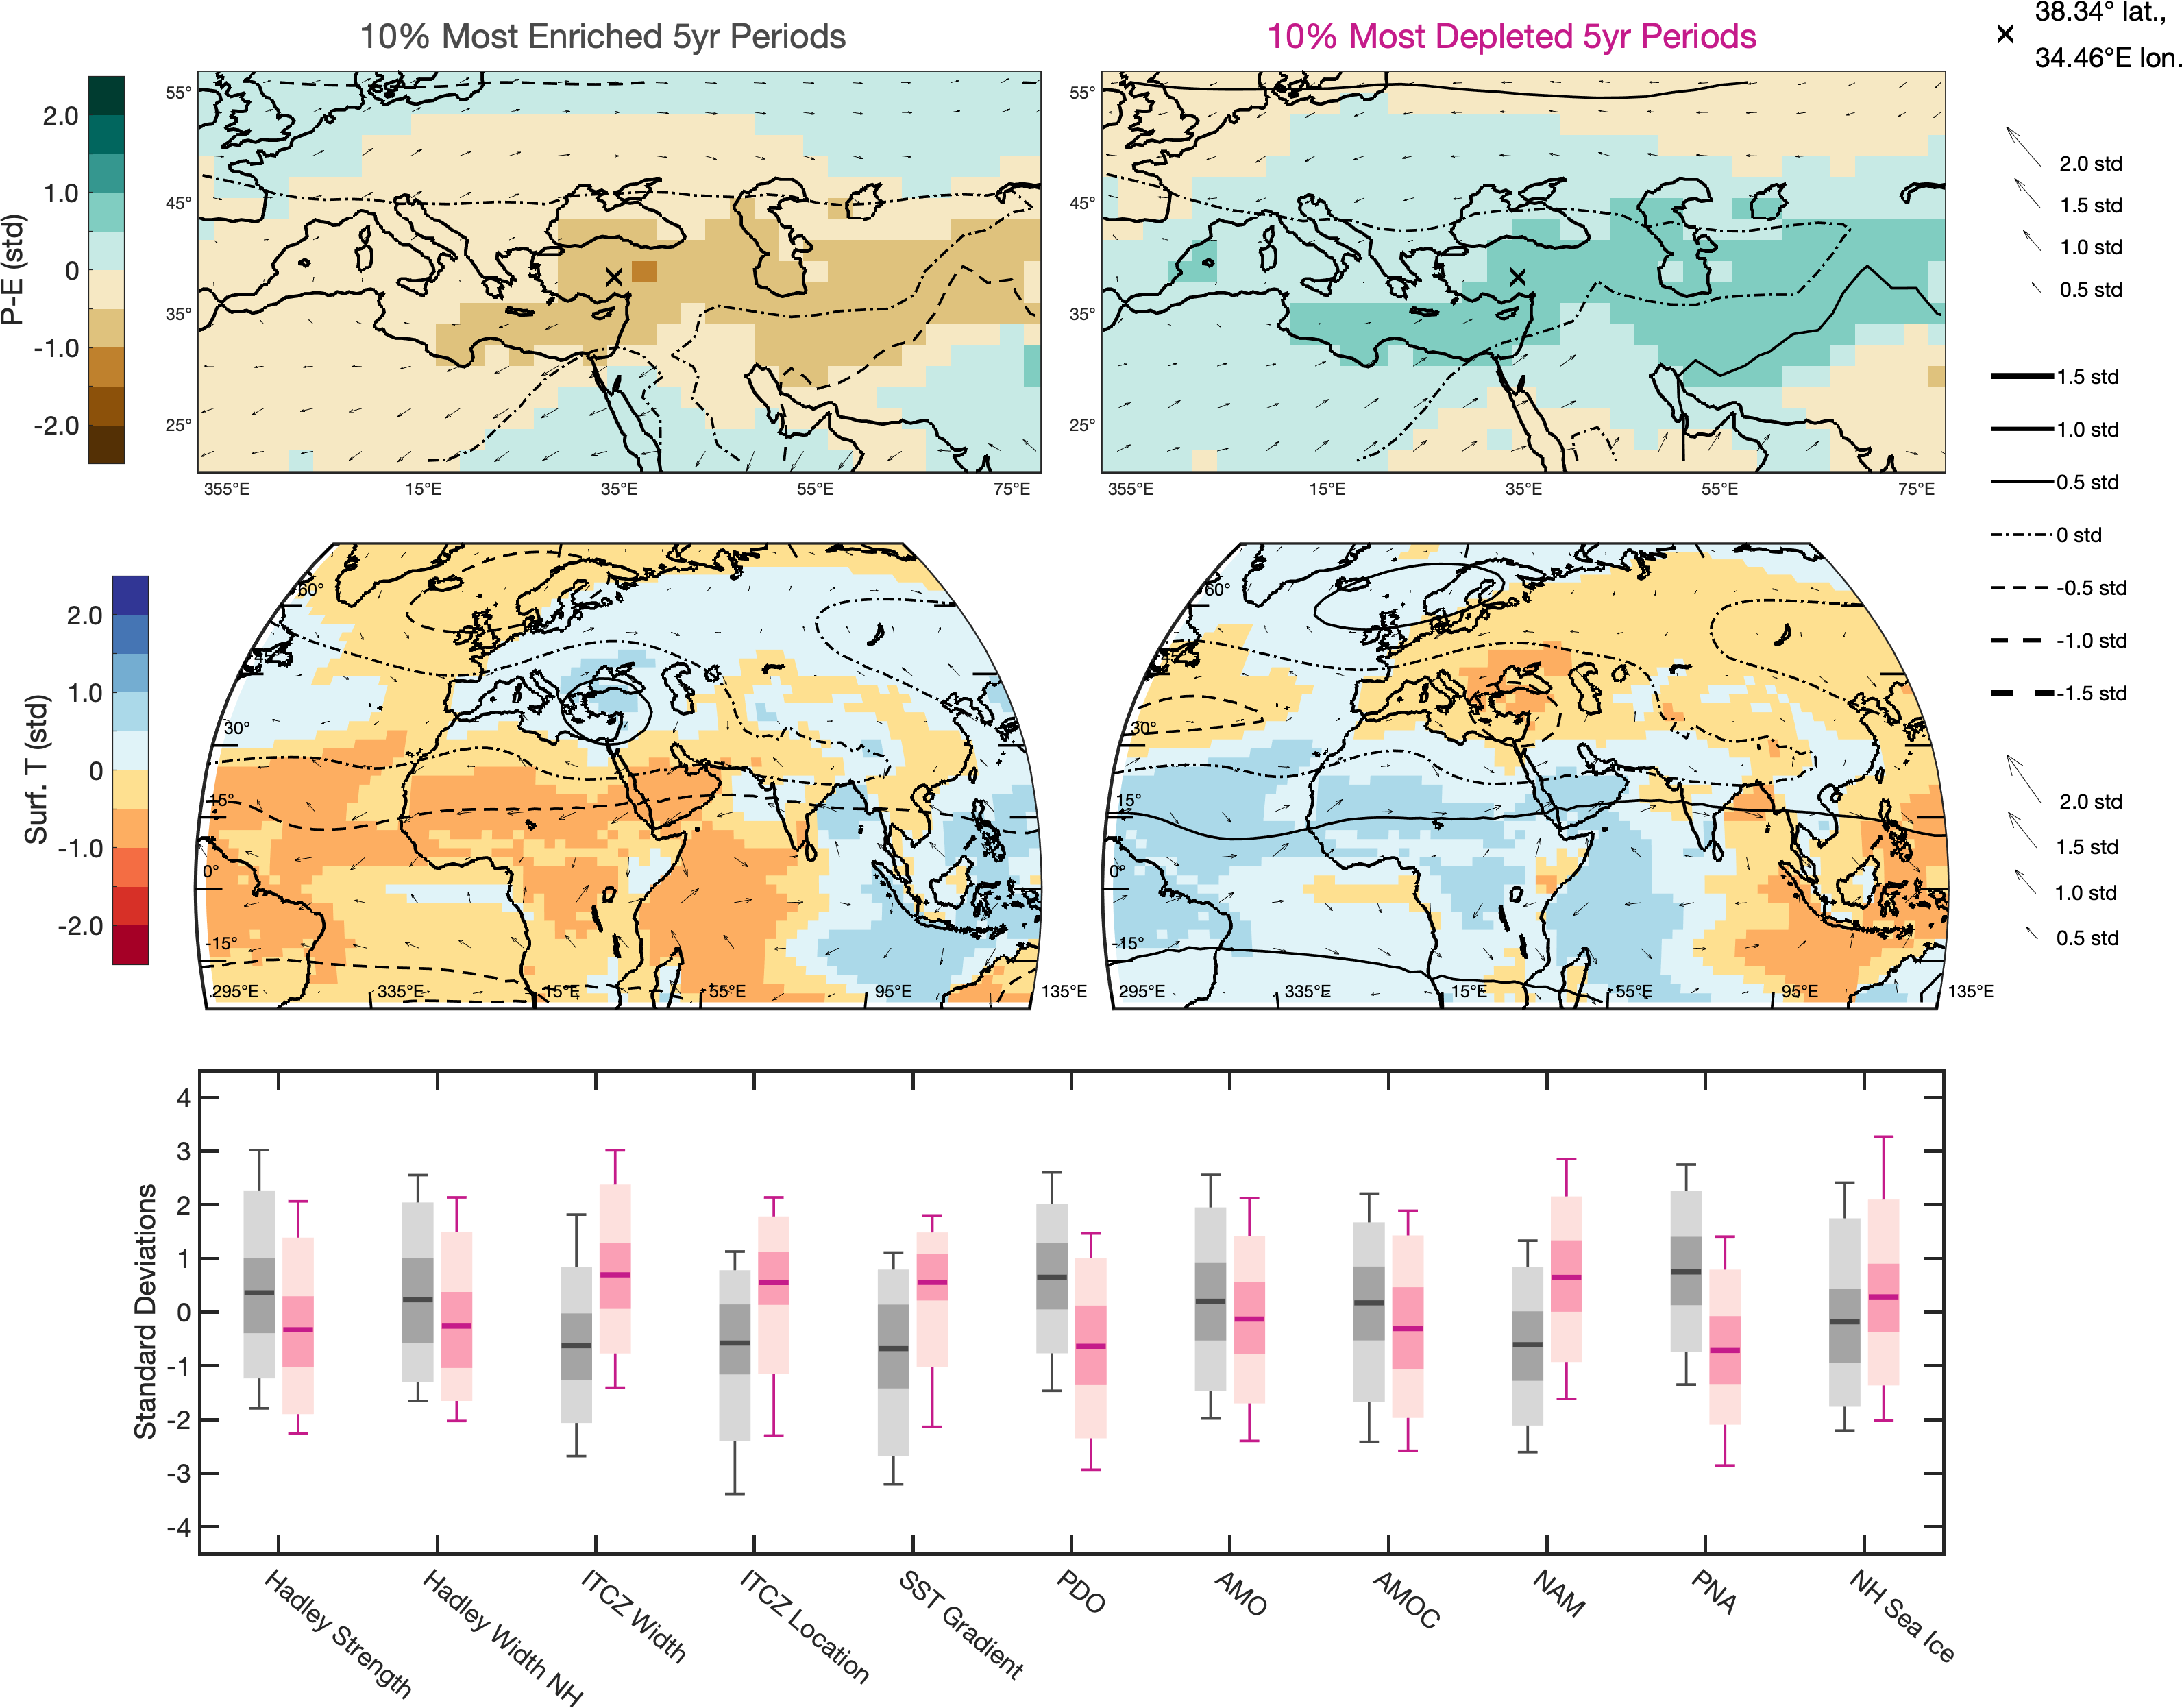 10% Most Enriched 5yr Periods
10% Most Depleted 5yr Periods
38.34° lat.,
34.46°E lon.
P-E (std)
2.0
1.0
0
-1.0
-2.0
55°
45°
35°
25°
355°E
15°E
35°E
55°E
75°E
55°
45°
35°
25°
355°E
15°E
35°E
55°E
75°E
2.0 std
1.5 std
1.0 std
0.5 std
1.5 std
1.0 std
0.5 std
0 std
-0.5 std
-1.0 std
-1.5 std
2.0 std
1.5 std
1.0 std
0.5 std
Surf. T (std)
2.0
1.0
0
-1.0
-2.0
60°
45°
30°
15°
0°
-15°
295°E
335°E
15°E
55°E
95°E
135°E
60°
45°
30°
15°
0°
-15°
295°E
335°E
15°E
55°E
95°E
135°E
Standard Deviations
4
3
2
1
0
-1
-2
-3
-4
Hadley Strength
Hadley Width NH
ITCZ Width
ITCZ Location
SST Gradient
PDO
AMO
AMOC
NAM
PNA
NH Sea Ice